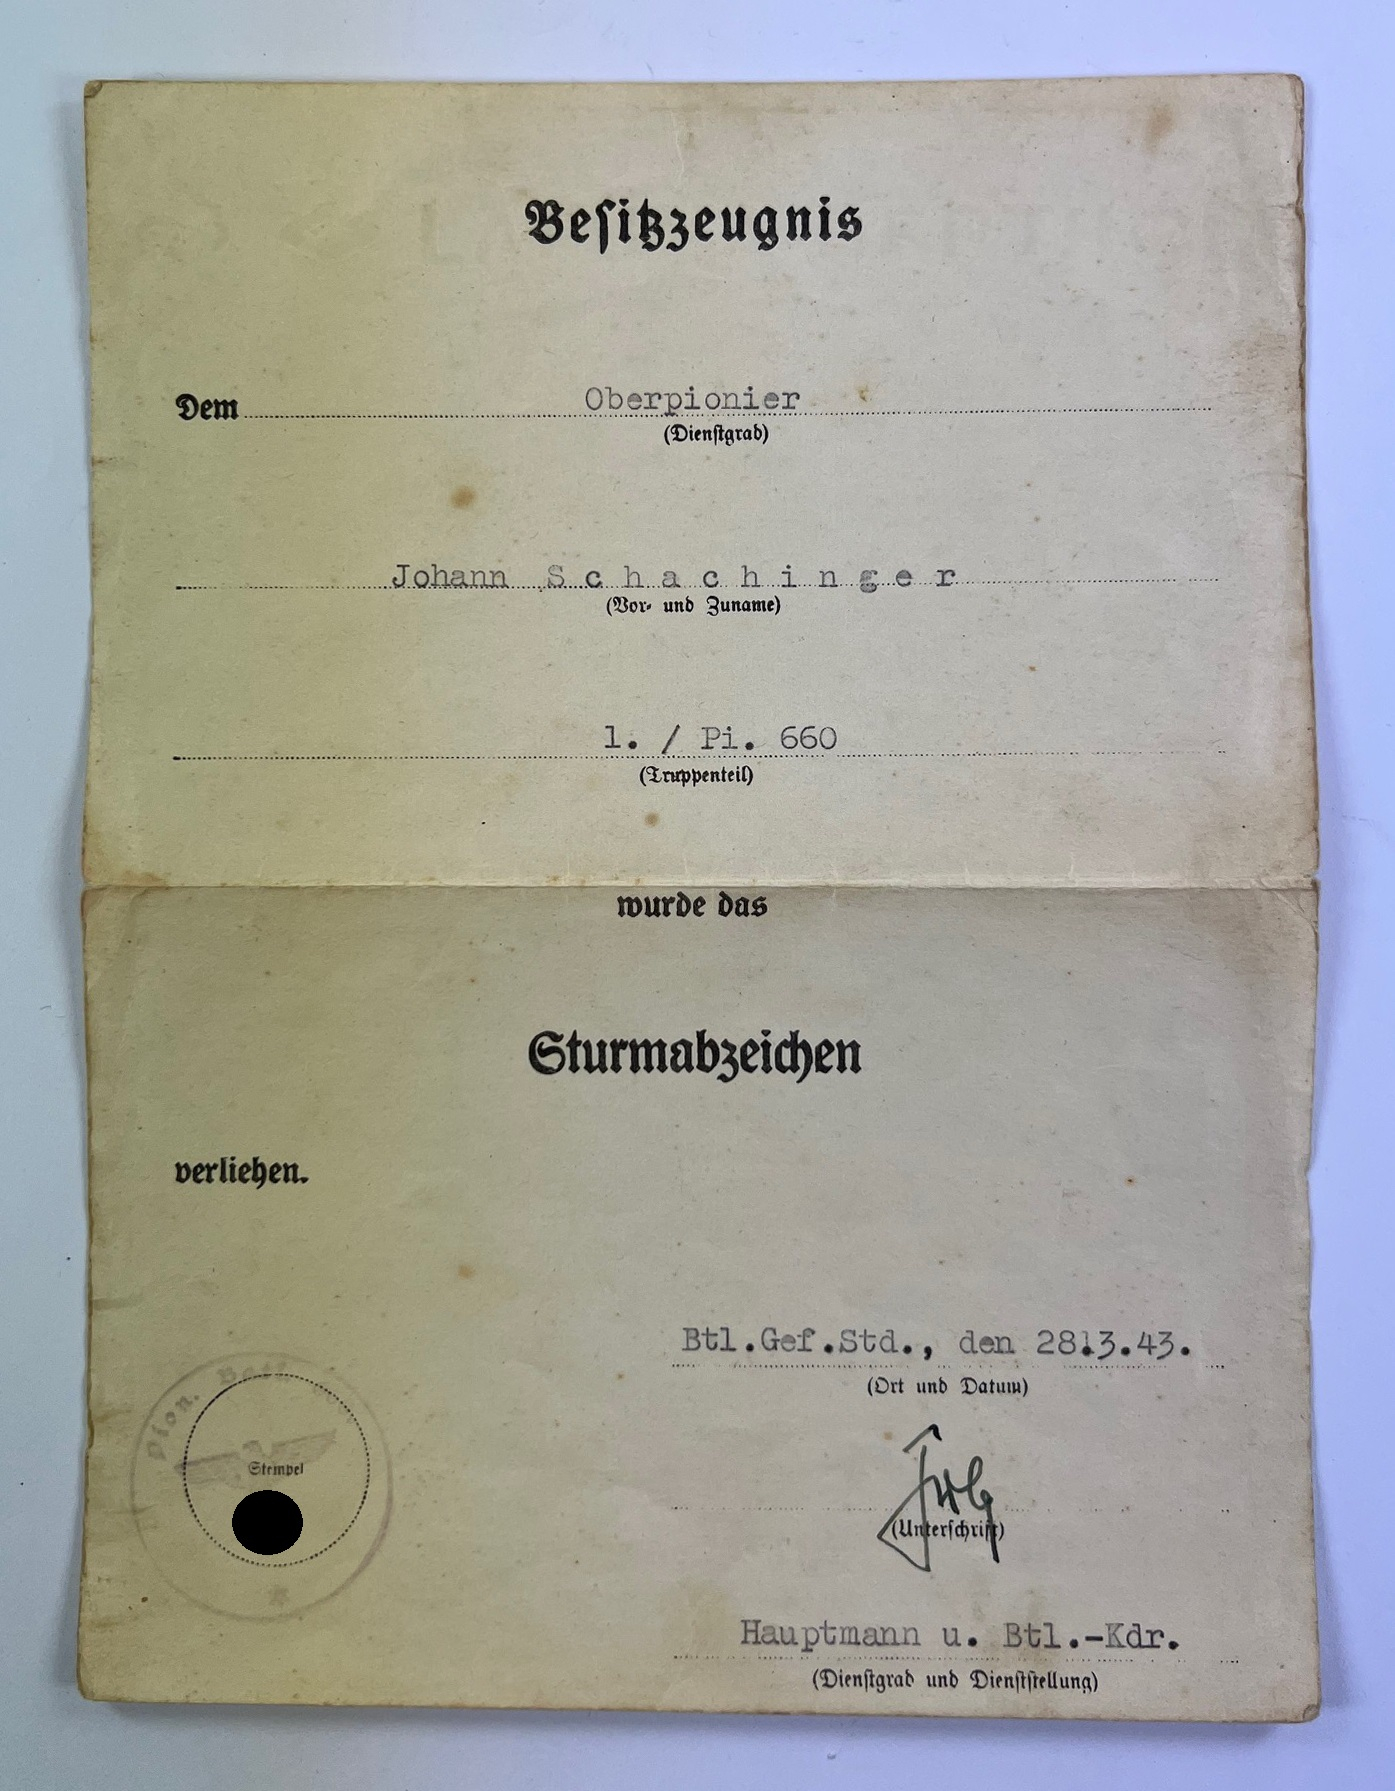 Besitzzeugnis
Dem Oberpionier
(Dienstgrad)
Johann Schachinger
(Vor- und Zuname)
1. / Pi. 660
(Truppenteil)
wurde das
Sturmabzeichen
verliehen.
Btl.Gef.Std., den 28.3.43.
(Ort und Datum)
Pion.
Stempel
(Unterschrift)
Hauptmann u. Btl.-Kdr.
(Dienstgrad und Dienststellung)